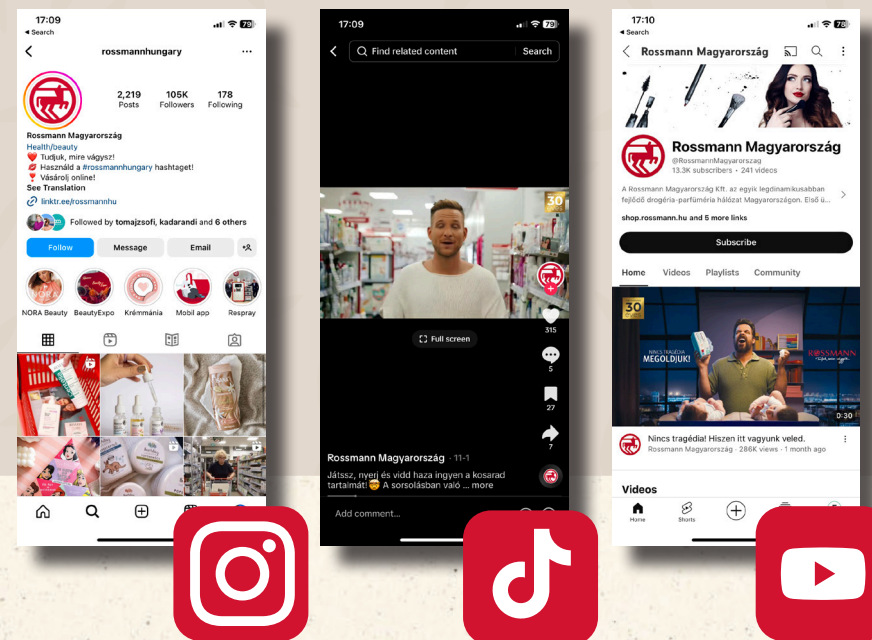 17:09
79
Search
rossmannhungary
2,219
Posts
105K
Followers
178
Following
Rossmann Magyarország
Health/beauty
Tudjuk, mire vágysz!
Használd a #rossmannhungary hashtaget!
Vásárolj online!
See Translation
linktr.ee/rossmannhu
Followed by tomajzsofi, kadarandi and 6 others
Follow
Message
Email
NORA
NORA Beauty
BeautyExpo
Krémmánia
Mobil app
Respray
17:09
79
Find related content
Search
30
315
5
Full screen
27
7
Rossmann Magyarország · 11-1
Játssz, nyerj és vidd haza ingyen a kosarad
tartalmát! A sorsolásban való ... more
Add comment...
17:10
78
Search
Rossmann Magyarország
Rossmann Magyarország
@RossmannMagyarorszag
13.3K subscribers · 241 videos
A Rossmann Magyarország Kft. az egyik legdinamikusabban
fejlődő drogéria-parfüméria hálózat Magyarországon. Első ü...
shop.rossmann.hu and 5 more links
Subscribe
Home
Videos
Playlists
Community
30
NINCS TRAGÉDIA
MEGOLDJUK!
ROSSMANN
0:30
Nincs tragédia! Hiszen itt vagyunk veled.
Rossmann Magyarország · 286K views · 1 month ago
Videos
Home
Shorts